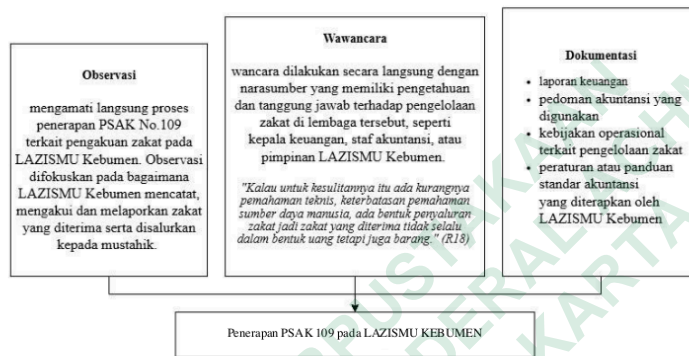 Observasi
mengamati langsung proses
penerapan PSAK No.109
terkait pengakuan zakat pada
LAZISMU Kebumen. Observasi
difokuskan pada bagaimana
LAZISMU Kebumen mencatat,
mengakui dan melaporkan zakat
yang diterima serta disalurkan
kepada mustahik.
Wawancara
wancara dilakukan secara langsung dengan
narasumber yang memiliki pengetahuan
dan tanggung jawab terhadap pengelolaan
zakat di lembaga tersebut, seperti
kepala keuangan, staf akuntansi, atau
pimpinan LAZISMU Kebumen.
"Kalau untuk kesulitannya itu ada kurangnya
pemahaman teknis, keterbatasan pemahaman
sumber daya manusia, ada bentuk penyaluran
zakat jadi zakat yang diterima tidak selalu
dalam bentuk uang tetapi juga barang." (R18)
Dokumentasi
• laporan keuangan
• pedoman akuntansi yang
digunakan
• kebijakan operasional
terkait pengelolaan zakat
• peraturan atau panduan
standar akuntansi
yang diterapkan oleh
LAZISMU Kebumen
Penerapan PSAK 109 pada LAZISMU KEBUMEN